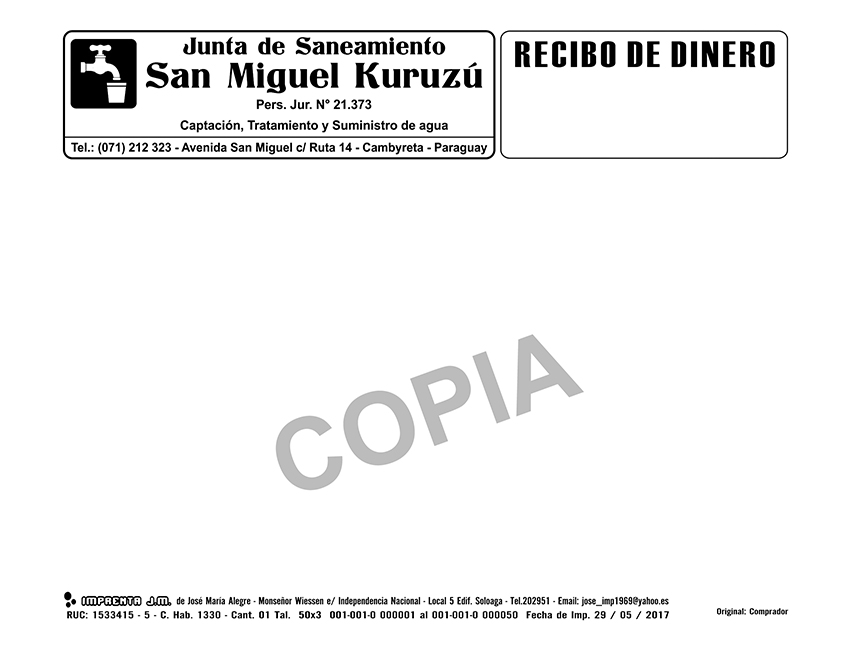 Junta de Saneamiento
San Miguel Kuruzú
Pers. Jur. N° 21.373
Captación, Tratamiento y Suministro de agua
Tel.: (071) 212 323 - Avenida San Miguel c/ Ruta 14 - Cambyreta - Paraguay
RECIBO DE DINERO
COPIA
IMPRENTA J.M. de José María Alegre - Monseñor Wiessen e/ Independencia Nacional - Local 5 Edif. Soloaga - Tel.202951 - Email: jose_imp1969@yahoo.es
RUC: 1533415 - 5 - C. Hab. 1330 - Cant. 01 Tal. 50x3 001-001-0 000001 al 001-001-0 000050 Fecha de Imp. 29 / 05 / 2017
Original: Comprador